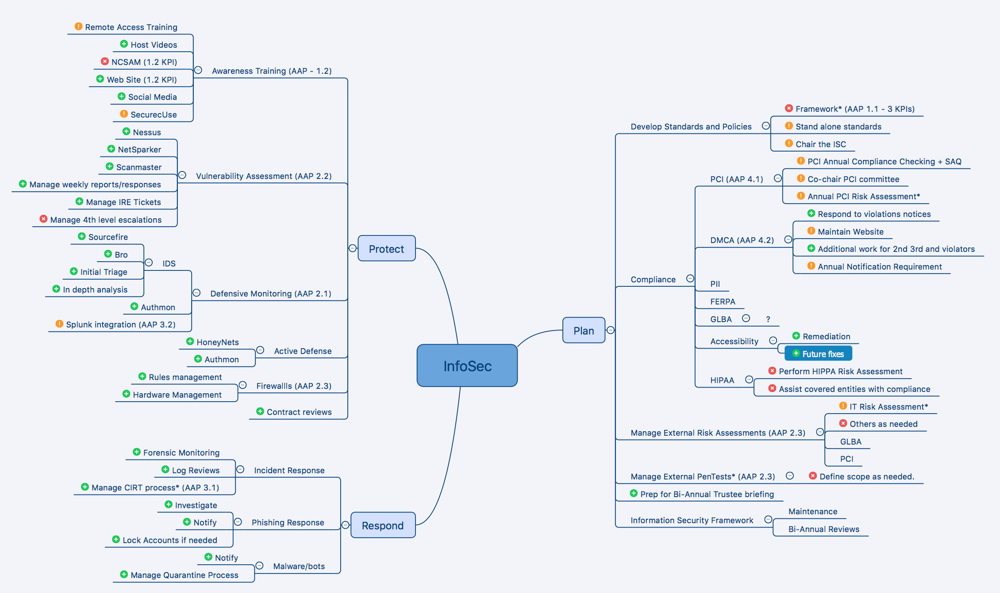 Remote Access Training
Host Videos
NCSAM (1.2 KPI)
Web Site (1.2 KPI)
Social Media
SecurecUse
Awareness Training (AAP - 1.2)
Nessus
NetSparker
Scanmaster
Manage weekly reports/responses
Manage IRE Tickets
Manage 4th level escalations
Vulnerability Assessment (AAP 2.2)
Sourcefire
Bro
Initial Triage
In depth analysis
IDS
Authmon
Splunk integration (AAP 3.2)
Defensive Monitoring (AAP 2.1)
HoneyNets
Authmon
Active Defense
Rules management
Hardware Management
Firewallls (AAP 2.3)
Contract reviews
Protect
Forensic Monitoring
Log Reviews
Manage CIRT process* (AAP 3.1)
Incident Response
Investigate
Notify
Lock Accounts if needed
Phishing Response
Notify
Manage Quarantine Process
Malware/bots
Respond
InfoSec
Plan
Develop Standards and Policies
Framework* (AAP 1.1 - 3 KPIs)
Stand alone standards
Chair the ISC
Compliance
PCI (AAP 4.1)
PCI Annual Compliance Checking + SAQ
Co-chair PCI committee
Annual PCI Risk Assessment*
DMCA (AAP 4.2)
Respond to violations notices
Maintain Website
Additional work for 2nd 3rd and violators
Annual Notification Requirement
PII
FERPA
GLBA
?
Accessibility
Remediation
Future fixes
HIPAA
Perform HIPPA Risk Assessment
Assist covered entities with compliance
Manage External Risk Assessments (AAP 2.3)
IT Risk Assessment*
Others as needed
GLBA
PCI
Manage External PenTests* (AAP 2.3)
Define scope as needed.
Prep for Bi-Annual Trustee briefing
Information Security Framework
Maintenance
Bi-Annual Reviews